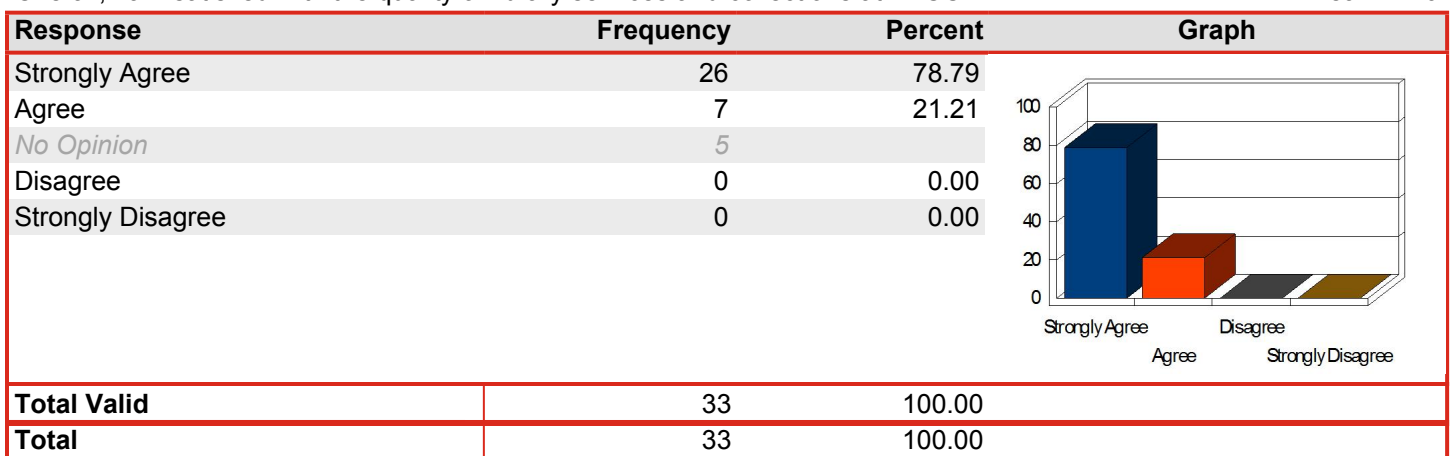 Response Frequency Percent Graph
Strongly Agree 26 78.79
Agree 7 21.21
No Opinion 5
Disagree 0 0.00
Strongly Disagree 0 0.00
100
80
60
40
20
0
Strongly Agree Disagree
Agree Strongly Disagree
Total Valid 33 100.00
Total 33 100.00